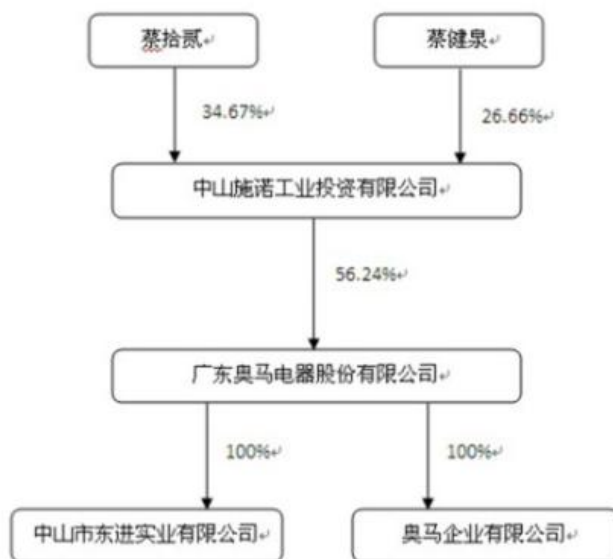 蔡拾贰
蔡健泉
34.67%
26.66%
中山施诺工业投资有限公司
56.24%
广东奥马电器股份有限公司
100%
100%
中山市东进实业有限公司
奥马企业有限公司